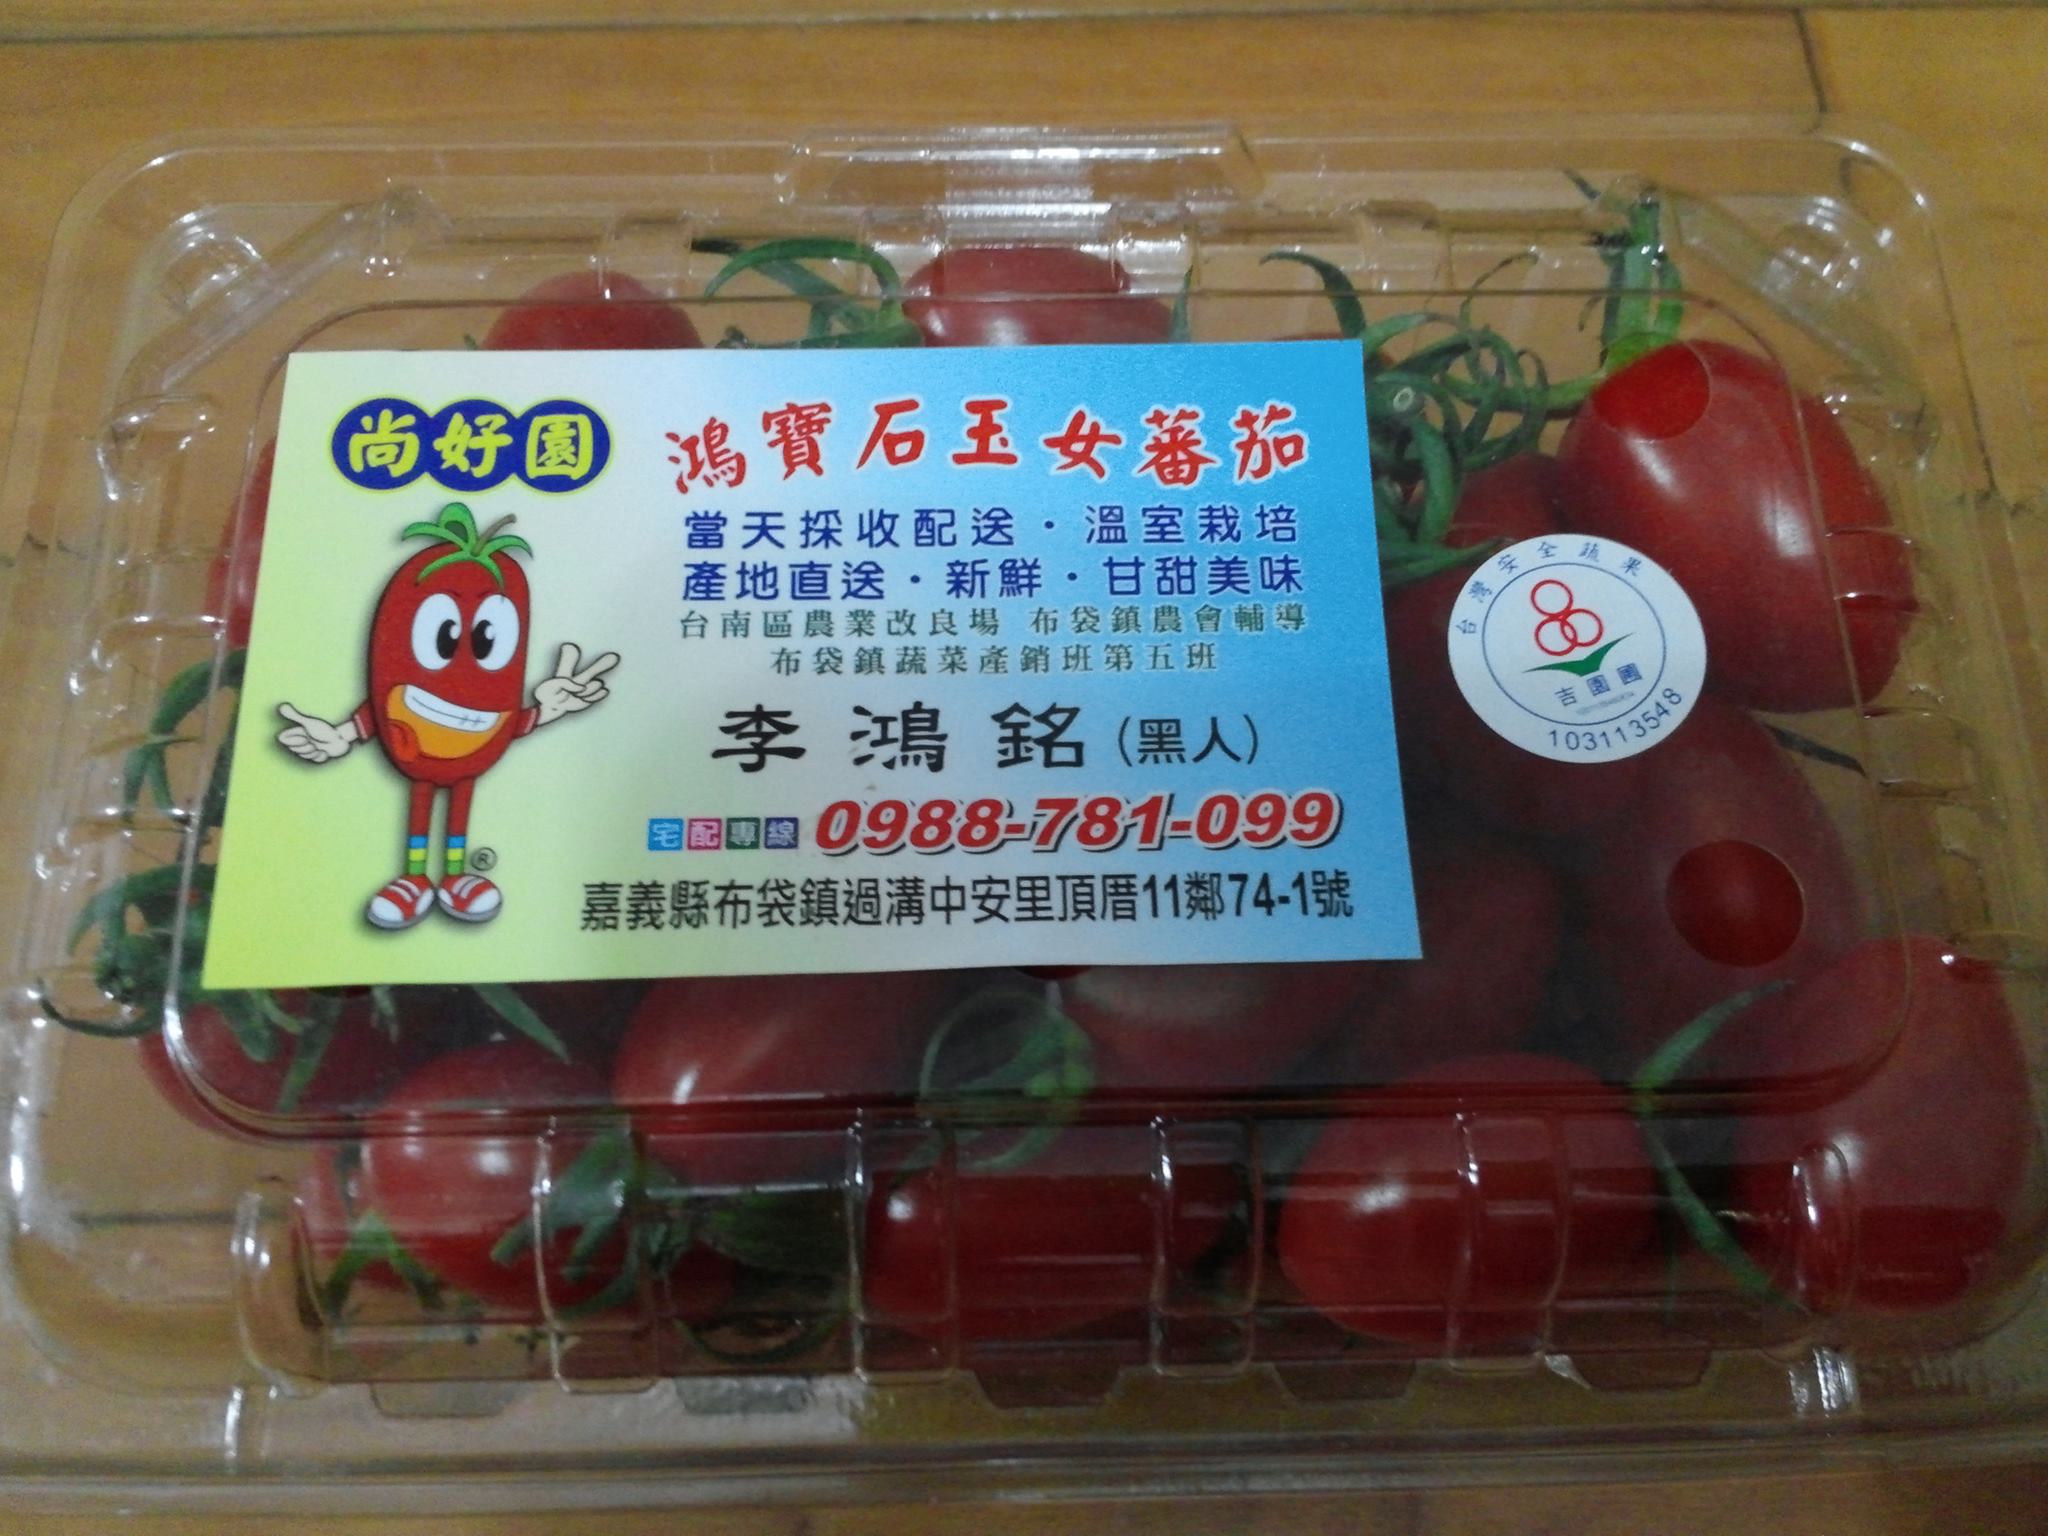 尚好園
鴻寶石玉女蕃茄
當天採收配送・溫室栽培
產地直送・新鮮・甘甜美味
台南區農業改良場 布袋鎮農會輔導
布袋鎮蔬菜產銷班第五班
李鴻銘(黑人)
宅配專線 0988-781-099
嘉義縣布袋鎮過溝中安里頂厝11鄰74-1號
®
台灣安全蔬果
吉園圃
103113548